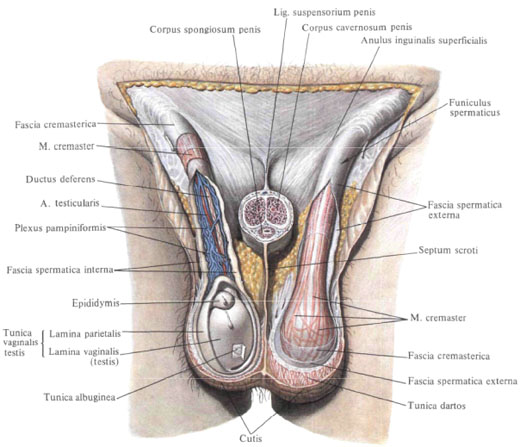 Lig. suspensorium penis
Corpus spongiosum penis
Corpus cavernosum penis
Anulus inguinalis superficialis
Funiculus
spermaticus
Fascia cremasterica
M. cremaster
Ductus deferens
A. testicularis
Plexus pampiniformis
Fascia spermatica
externa
Septum scroti
Fascia spermatica interna
Epididymis
M. cremaster
Tunica
vaginalis
testis
Lamina parietalis
Lamina vaginalis
(testis)
Fascia cremasterica
Fascia spermatica externa
Tunica albuginea
Tunica dartos
Cutis